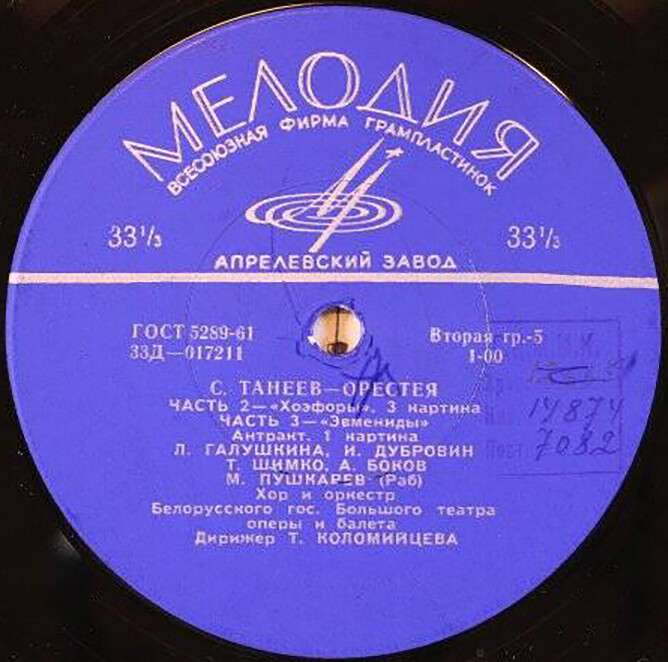 МЕЛОДИЯ
ВСЕСОЮЗНАЯ ФИРМА ГРАМПЛАСТИНОК
33⅓ 33⅓
АПРЕЛЕВСКИЙ ЗАВОД
ГОСТ 5289-61 Вторая гр.-5
33Д—017211 1-00
С. ТАНЕЕВ—ОРЕСТЕЯ
ЧАСТЬ 2—«Хоэфоры». 3 картина
ЧАСТЬ 3—«Эвмениды»
Антракт. 1 картина
Л. ГАЛУШКИНА, И. ДУБРОВИН
Т. ШИМКО, А. БОКОВ
М. ПУШКАРЕВ (Раб)
Хор и оркестр
Белорусского гос. Большого театра
оперы и балета
Дирижер Т. КОЛОМИЙЦЕВА
14874
7082